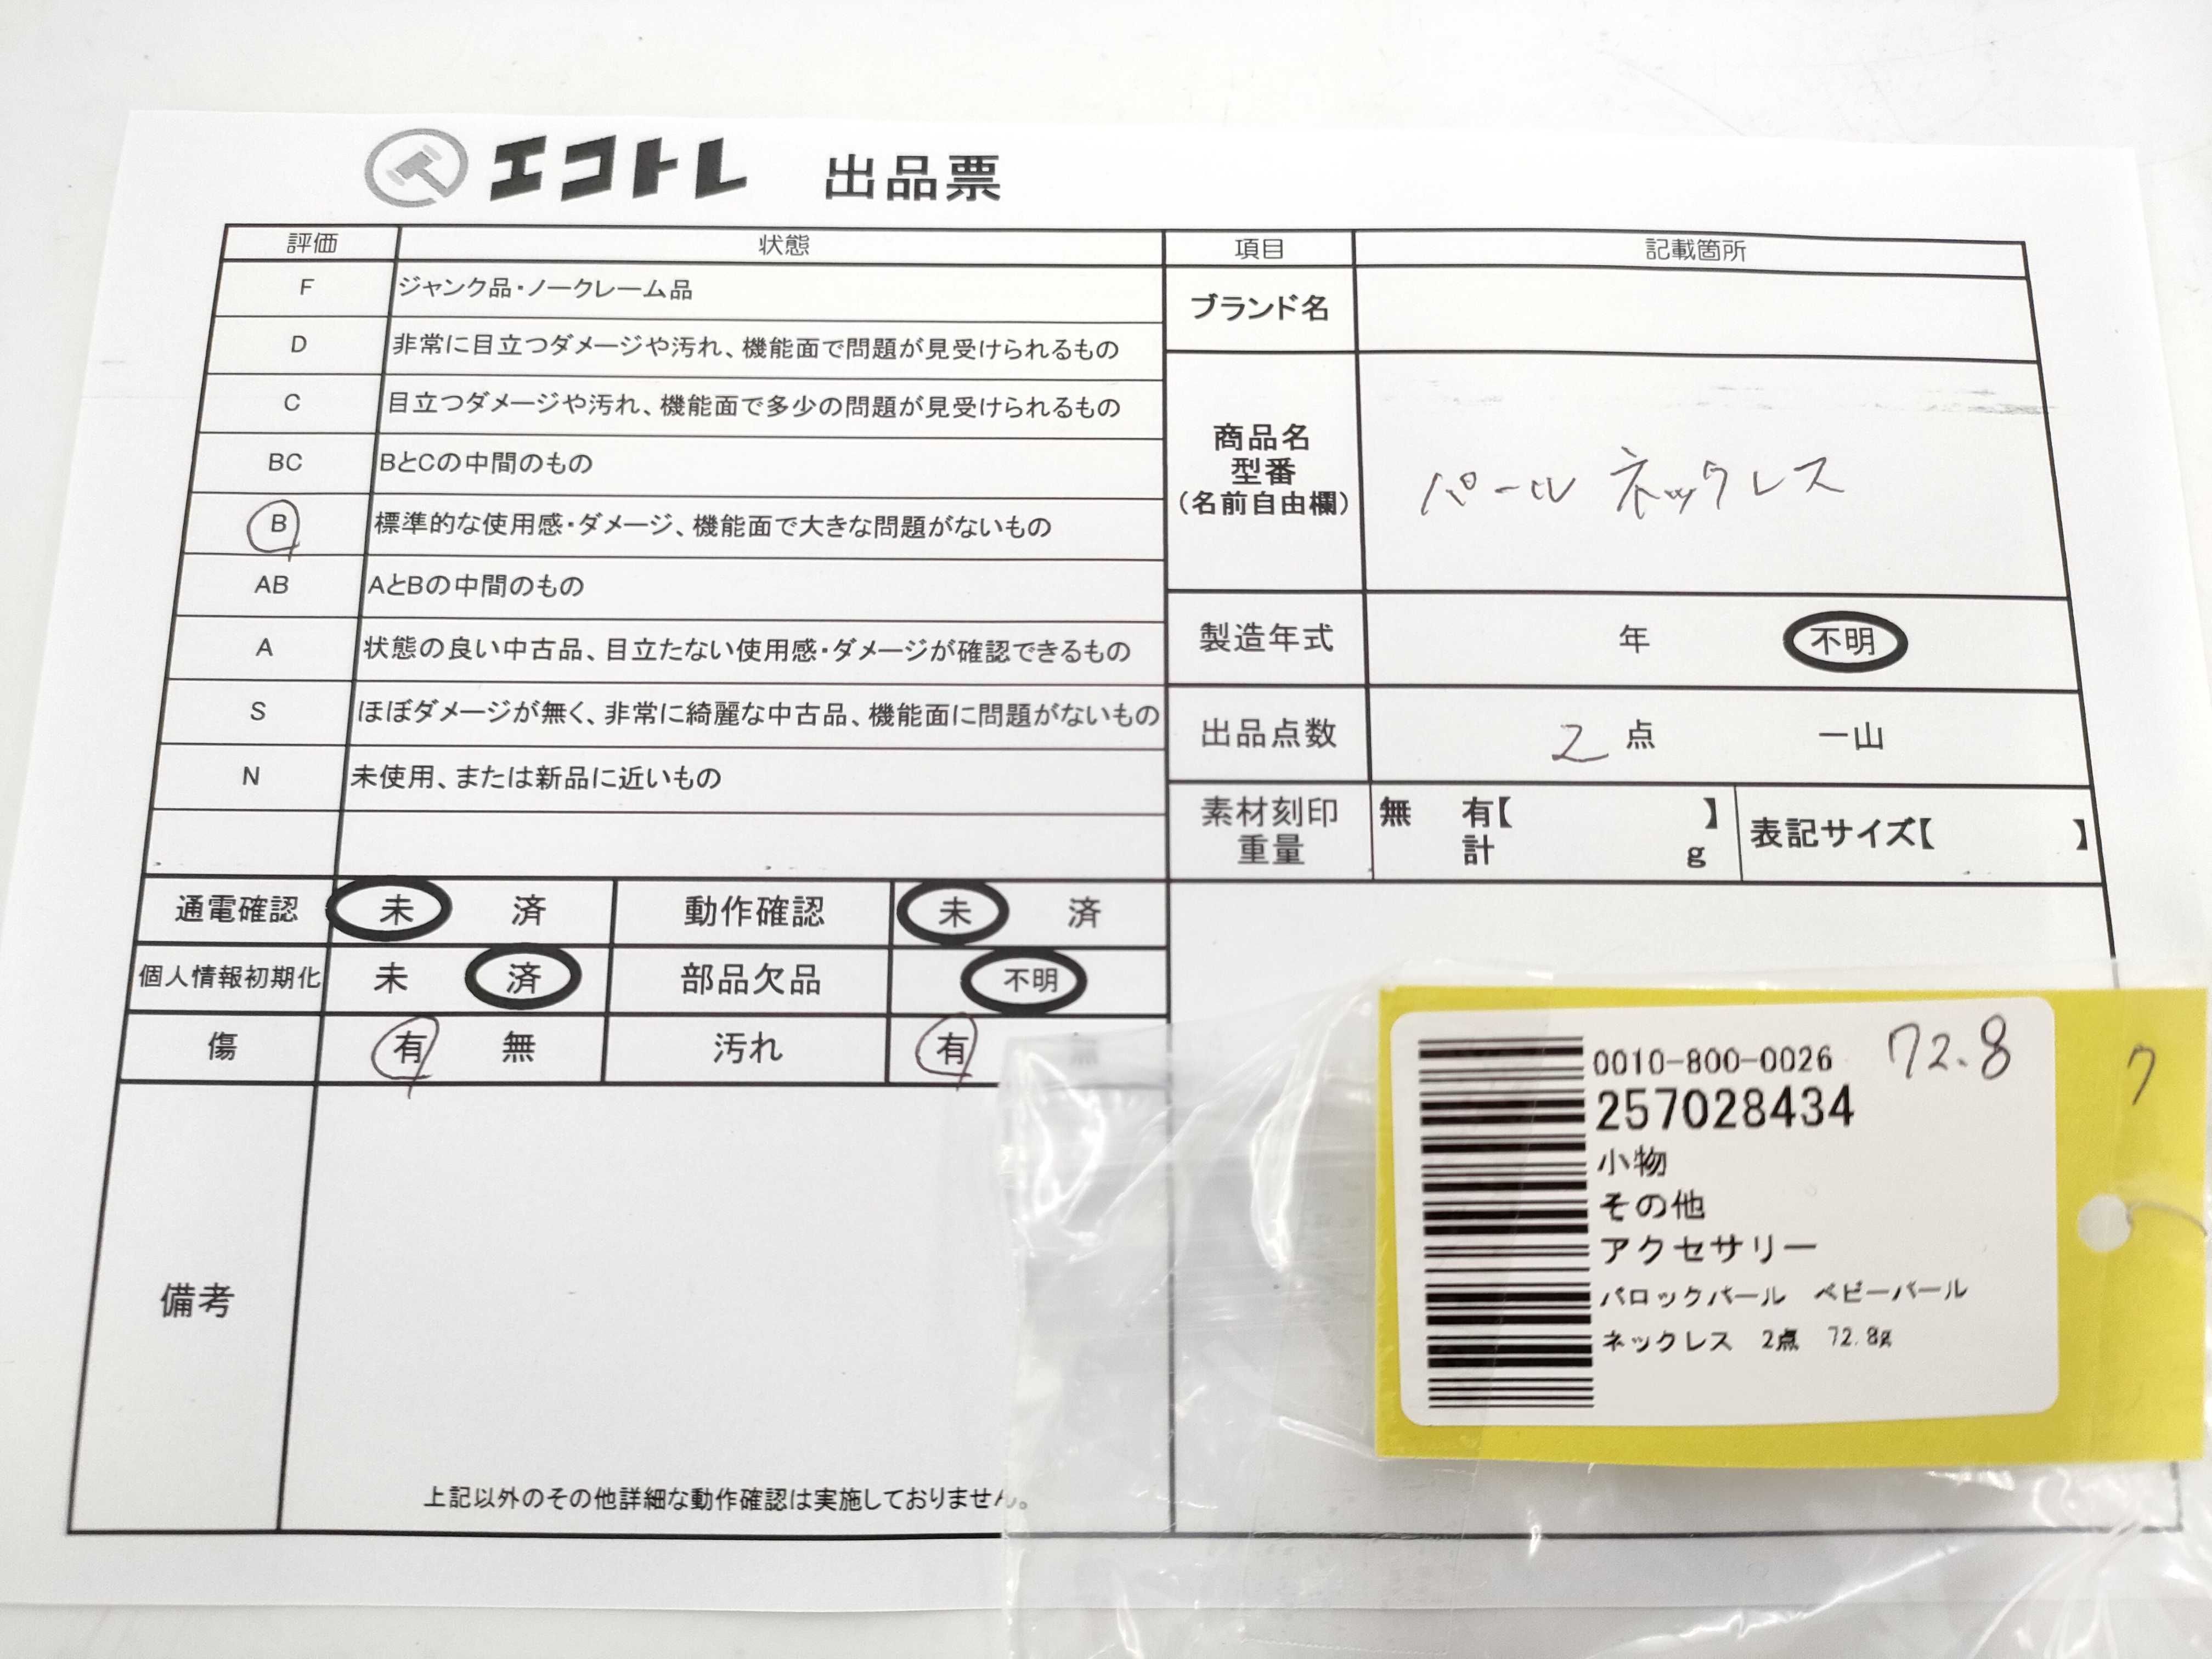 エコトレ 出品票
評価 状態 項目 記載箇所
F ジャンク品・ノークレーム品
D 非常に目立つダメージや汚れ、機能面で問題が見受けられるもの
C 目立つダメージや汚れ、機能面で多少の問題が見受けられるもの
BC BとCの中間のもの
B 標準的な使用感・ダメージ、機能面で大きな問題がないもの
AB AとBの中間のもの
A 状態の良い中古品、目立たない使用感・ダメージが確認できるもの
S ほぼダメージが無く、非常に綺麗な中古品、機能面に問題がないもの
N 未使用、または新品に近いもの
ブランド名
商品名
型番
(名前自由欄)
パール ネックレス
製造年式 年 不明
出品点数 2 点 一山
素材刻印
重量
無 有【 】
計 g
表記サイズ【 】
通電確認 未 済 動作確認 未 済
個人情報初期化 未 済 部品欠品 不明
傷 有 無 汚れ 有 無
備考
上記以外のその他詳細な動作確認は実施しておりません。
0010-800-0026 72.8
257028434
小物
その他
アクセサリー
バロックパール ベビーパール
ネックレス 2点 72.8g